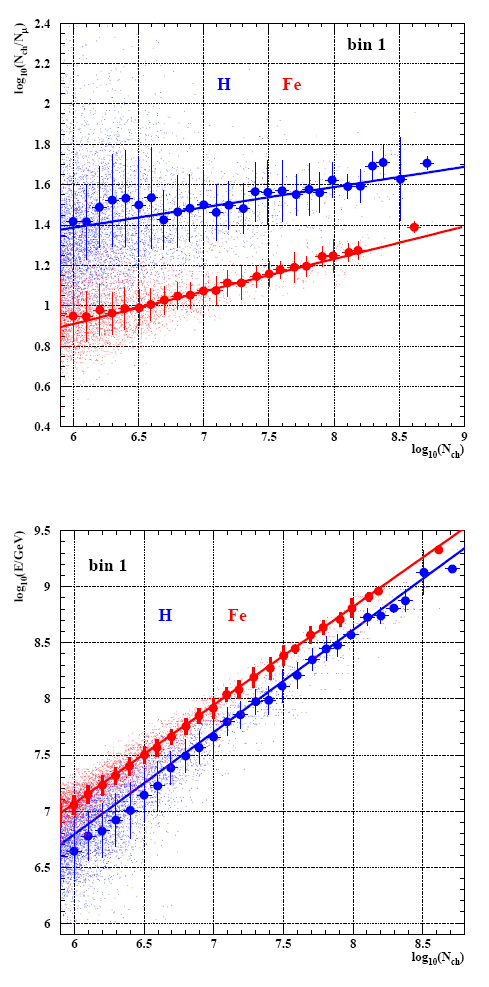 log10(Nch/Nμ)
2.4
2.2
2
1.8
1.6
1.4
1.2
1
0.8
0.6
0.4
bin 1
H Fe
6 6.5 7 7.5 8 8.5 9
log10(Nch)
log10(E/GeV)
9.5
9
8.5
8
7.5
7
6.5
6
bin 1
H Fe
6 6.5 7 7.5 8 8.5
log10(Nch)